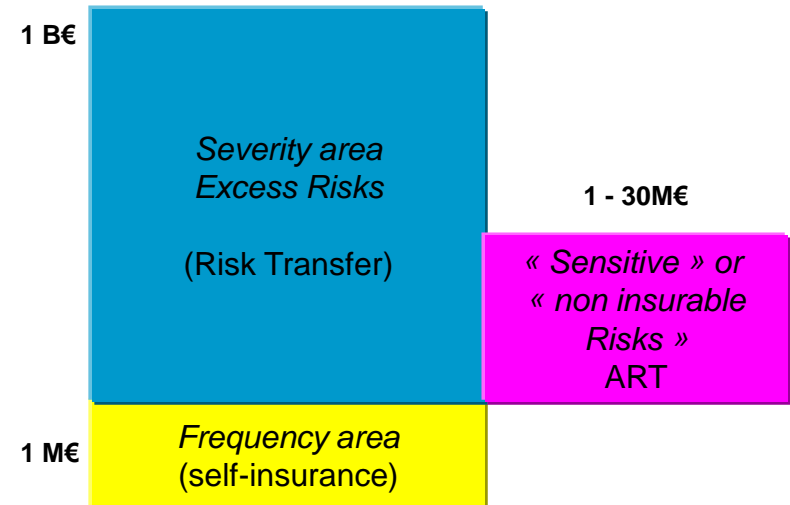 1 B€
Severity area
Excess Risks
(Risk Transfer)
1 - 30M€
« Sensitive » or
« non insurable
Risks »
ART
1 M€
Frequency area
(self-insurance)